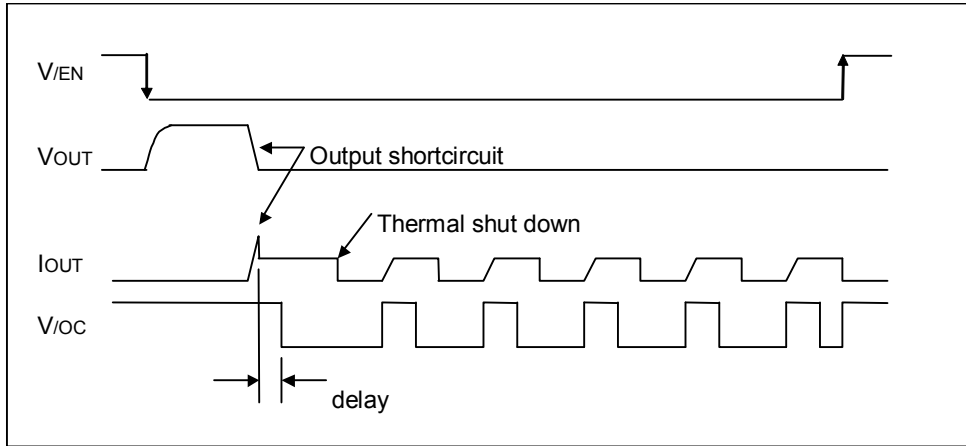 V/EN
VOUT
Output shortcircuit
Thermal shut down
IOUT
V/OC
delay